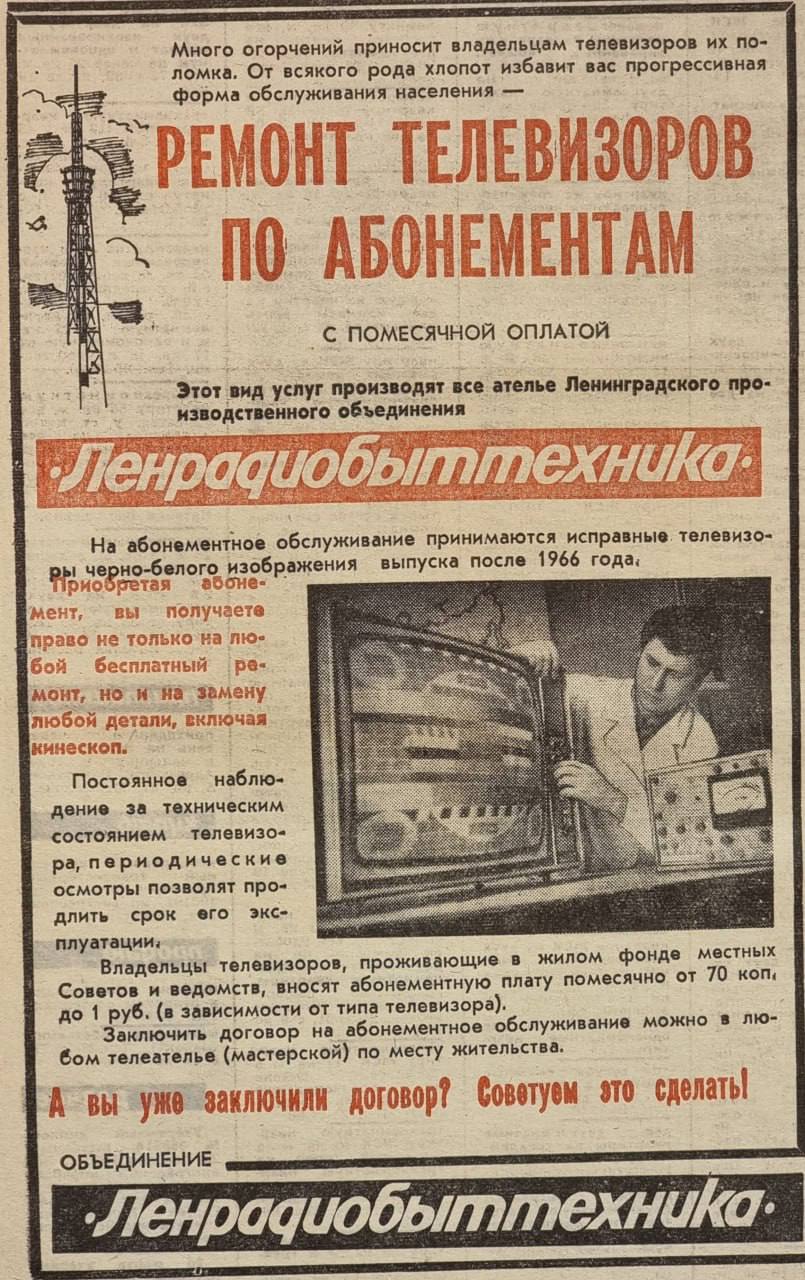 Много огорчений приносит владельцам телевизоров их по-
ломка. От всякого рода хлопот избавит вас прогрессивная
форма обслуживания населения —
РЕМОНТ ТЕЛЕВИЗОРОВ
ПО АБОНЕМЕНТАМ
С ПОМЕСЯЧНОЙ ОПЛАТОЙ
Этот вид услуг производят все ателье Ленинградского про-
изводственного объединения
·Ленрадиобыттехника·
На абонементное обслуживание принимаются исправные телевизо-
ры черно-белого изображения выпуска после 1966 года.
Приобретая абоне-
мент, вы получаете
право не только на лю-
бой бесплатный ре-
монт, но и на замену
любой детали, включая
кинескоп.
Постоянное наблю-
дение за техническим
состоянием телевизо-
ра, периодические
осмотры позволят про-
длить срок его экс-
плуатации.
Владельцы телевизоров, проживающие в жилом фонде местных
Советов и ведомств, вносят абонементную плату помесячно от 70 коп.
до 1 руб. (в зависимости от типа телевизора).
Заключить договор на абонементное обслуживание можно в лю-
бом телеателье (мастерской) по месту жительства.
А вы уже заключили договор? Советуем это сделать!
ОБЪЕДИНЕНИЕ
·Ленрадиобыттехника·